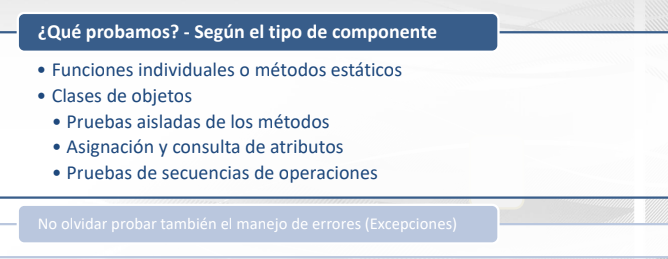 ¿Qué probamos? - Según el tipo de componente
• Funciones individuales o métodos estáticos
• Clases de objetos
• Pruebas aisladas de los métodos
• Asignación y consulta de atributos
• Pruebas de secuencias de operaciones
No olvidar probar también el manejo de errores (Excepciones)